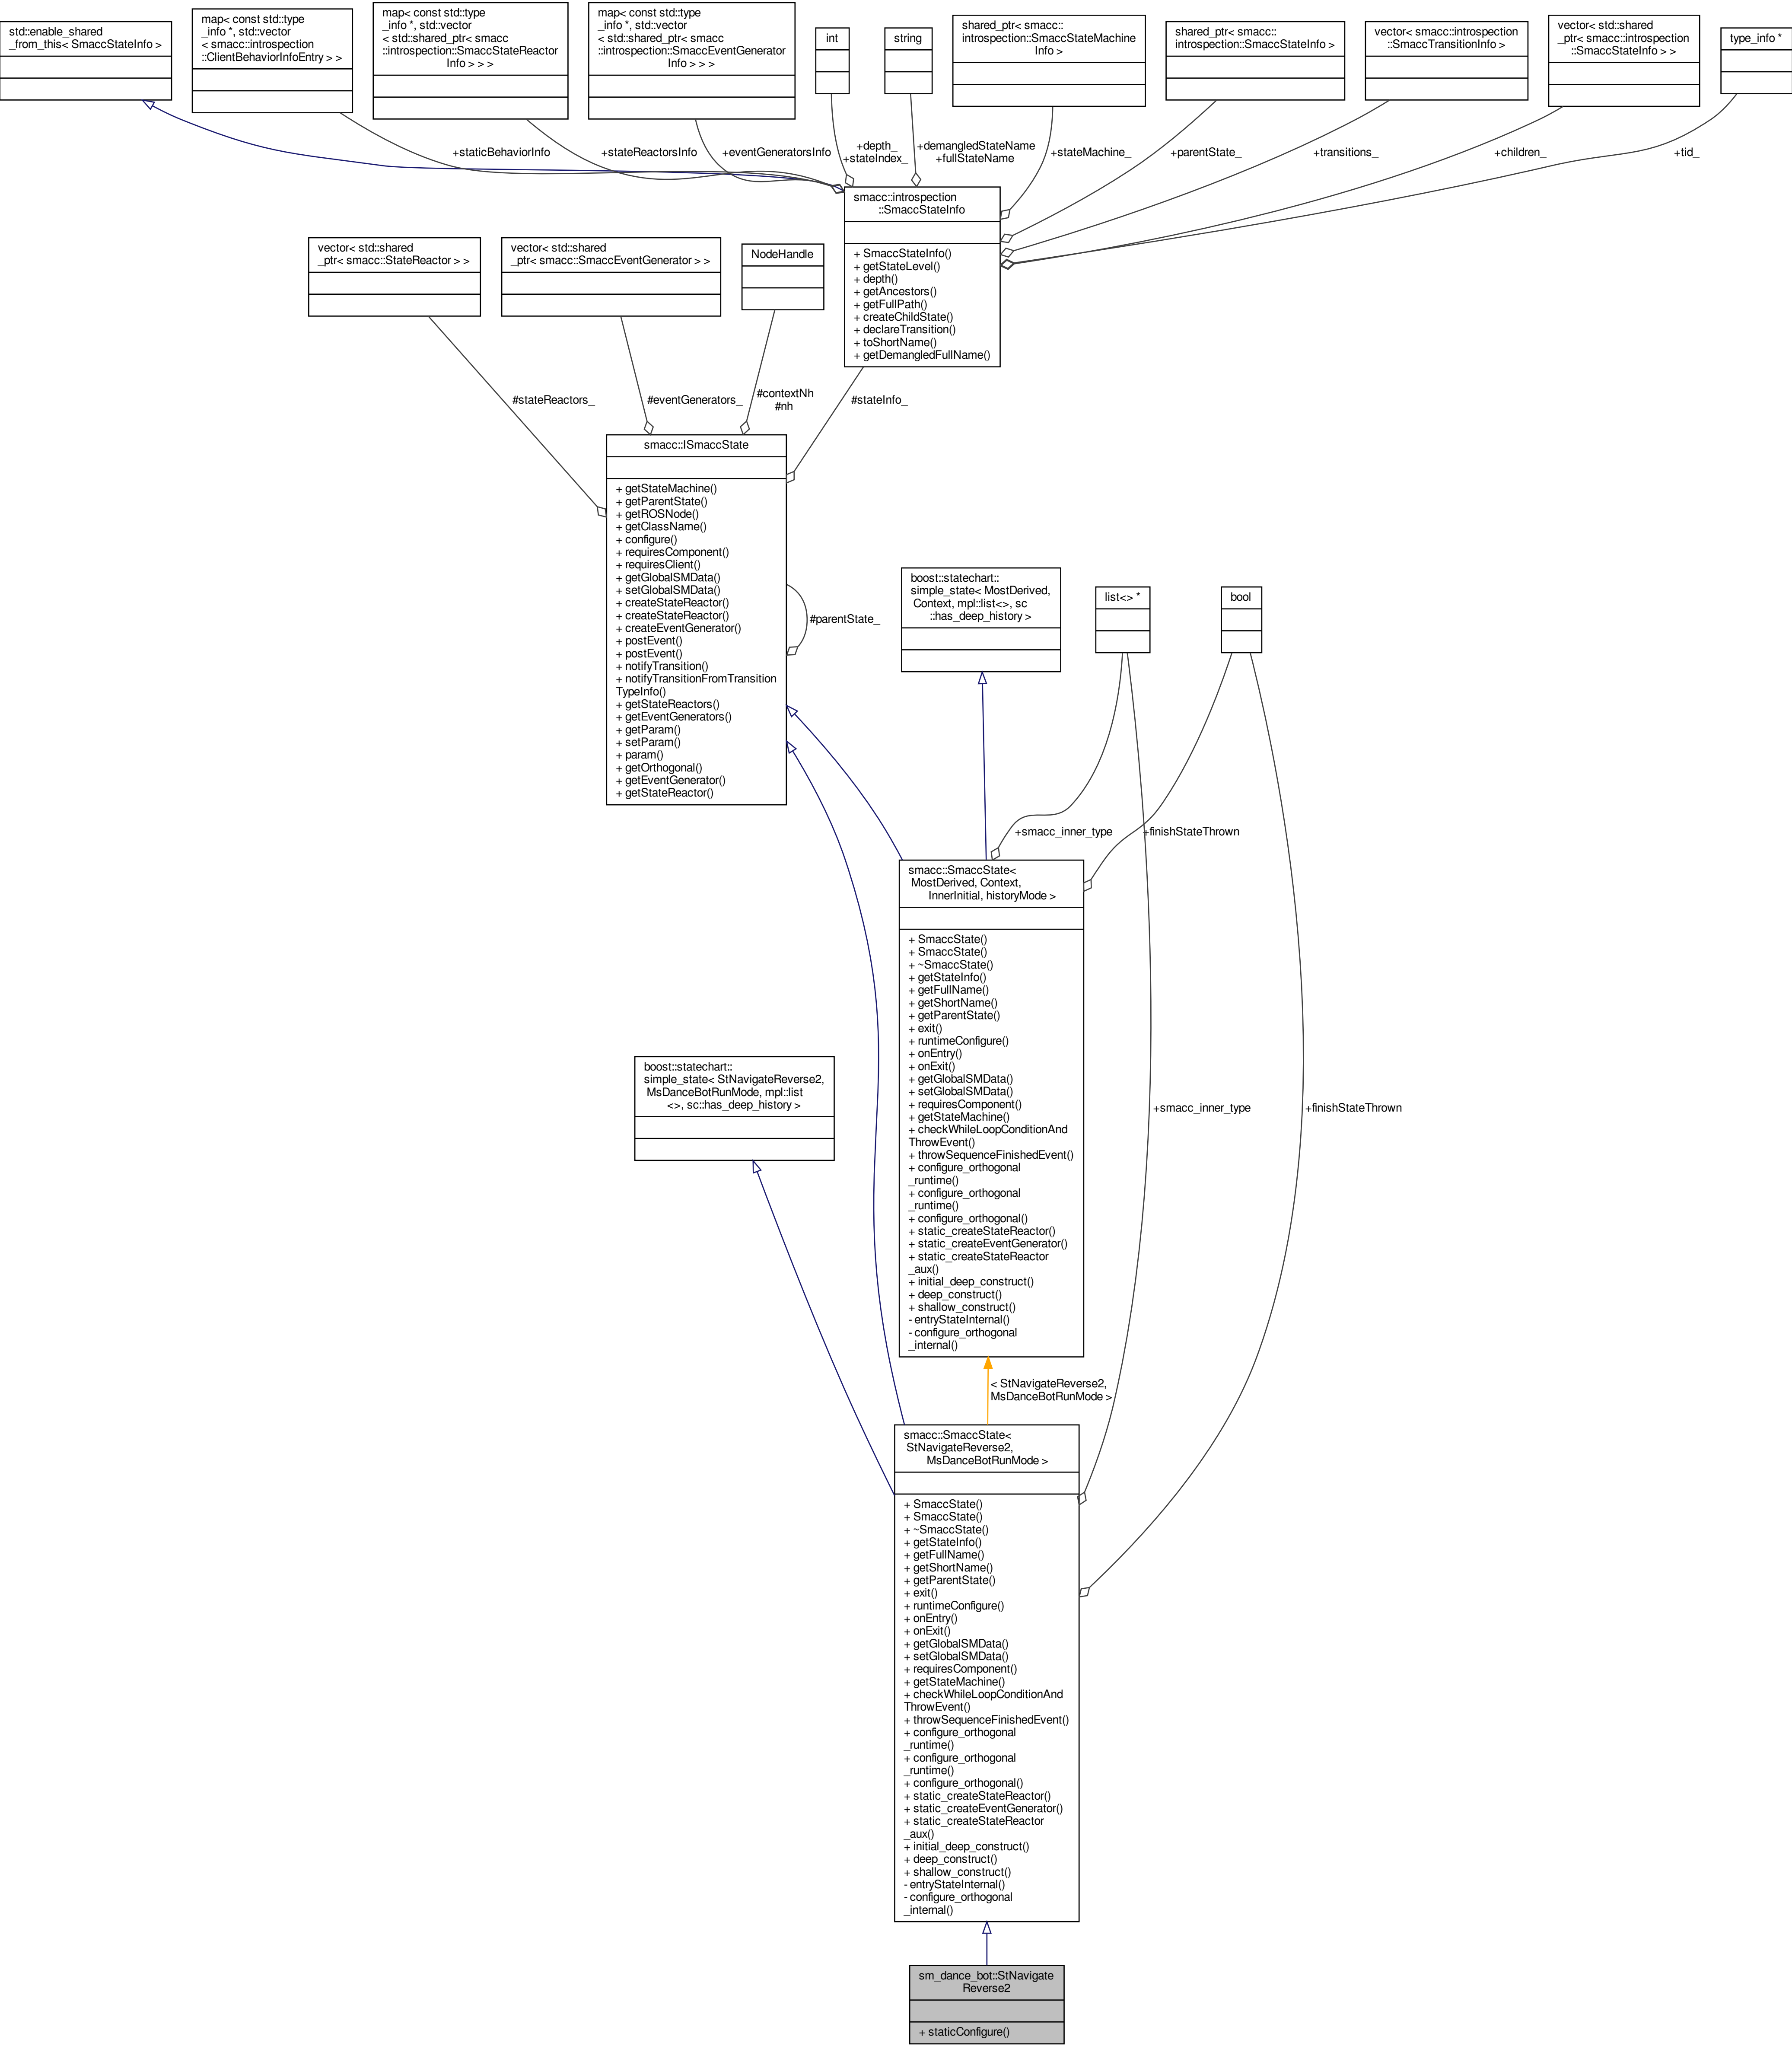 std::enable_shared
_from_this< SmaccStateInfo >
map< const std::type
_info *, std::vector
< smacc::introspection
::ClientBehaviorInfoEntry > >
map< const std::type
_info *, std::vector
< std::shared_ptr< smacc
::introspection::SmaccStateReactor
Info > > >
map< const std::type
_info *, std::vector
< std::shared_ptr< smacc
::introspection::SmaccEventGenerator
Info > > >
int
string
shared_ptr< smacc::
introspection::SmaccStateMachine
Info >
shared_ptr< smacc::
introspection::SmaccStateInfo >
vector< smacc::introspection
::SmaccTransitionInfo >
vector< std::shared
_ptr< smacc::introspection
::SmaccStateInfo > >
type_info *
+staticBehaviorInfo
+stateReactorsInfo
+eventGeneratorsInfo
+depth_
+stateIndex_
+demangledStateName
+fullStateName
+stateMachine_
+parentState_
+transitions_
+children_
+tid_
smacc::introspection
::SmaccStateInfo
+ SmaccStateInfo()
+ getStateLevel()
+ depth()
+ getAncestors()
+ getFullPath()
+ createChildState()
+ declareTransition()
+ toShortName()
+ getDemangledFullName()
vector< std::shared
_ptr< smacc::StateReactor > >
vector< std::shared
_ptr< smacc::SmaccEventGenerator > >
NodeHandle
#stateReactors_
#eventGenerators_
#contextNh
#nh
#stateInfo_
smacc::ISmaccState
+ getStateMachine()
+ getParentState()
+ getROSNode()
+ getClassName()
+ configure()
+ requiresComponent()
+ requiresClient()
+ getGlobalSMData()
+ setGlobalSMData()
+ createStateReactor()
+ createStateReactor()
+ createEventGenerator()
+ postEvent()
+ postEvent()
+ notifyTransition()
+ notifyTransitionFromTransition
TypeInfo()
+ getStateReactors()
+ getEventGenerators()
+ getParam()
+ setParam()
+ param()
+ getOrthogonal()
+ getEventGenerator()
+ getStateReactor()
#parentState_
boost::statechart::
simple_state< MostDerived,
Context, mpl::list<>, sc
::has_deep_history >
list<> *
bool
+smacc_inner_type
+finishStateThrown
smacc::SmaccState<
MostDerived, Context,
InnerInitial, historyMode >
+ SmaccState()
+ SmaccState()
+ ~SmaccState()
+ getStateInfo()
+ getFullName()
+ getShortName()
+ getParentState()
+ exit()
+ runtimeConfigure()
+ onEntry()
+ onExit()
+ getGlobalSMData()
+ setGlobalSMData()
+ requiresComponent()
+ getStateMachine()
+ checkWhileLoopConditionAnd
ThrowEvent()
+ throwSequenceFinishedEvent()
+ configure_orthogonal
_runtime()
+ configure_orthogonal
_runtime()
+ configure_orthogonal()
+ static_createStateReactor()
+ static_createEventGenerator()
+ static_createStateReactor
_aux()
+ initial_deep_construct()
+ deep_construct()
+ shallow_construct()
- entryStateInternal()
- configure_orthogonal
_internal()
boost::statechart::
simple_state< StNavigateReverse2,
MsDanceBotRunMode, mpl::list
<>, sc::has_deep_history >
+smacc_inner_type
+finishStateThrown
< StNavigateReverse2,
MsDanceBotRunMode >
smacc::SmaccState<
StNavigateReverse2,
MsDanceBotRunMode >
+ SmaccState()
+ SmaccState()
+ ~SmaccState()
+ getStateInfo()
+ getFullName()
+ getShortName()
+ getParentState()
+ exit()
+ runtimeConfigure()
+ onEntry()
+ onExit()
+ getGlobalSMData()
+ setGlobalSMData()
+ requiresComponent()
+ getStateMachine()
+ checkWhileLoopConditionAnd
ThrowEvent()
+ throwSequenceFinishedEvent()
+ configure_orthogonal
_runtime()
+ configure_orthogonal
_runtime()
+ configure_orthogonal()
+ static_createStateReactor()
+ static_createEventGenerator()
+ static_createStateReactor
_aux()
+ initial_deep_construct()
+ deep_construct()
+ shallow_construct()
- entryStateInternal()
- configure_orthogonal
_internal()
sm_dance_bot::StNavigate
Reverse2
+ staticConfigure()